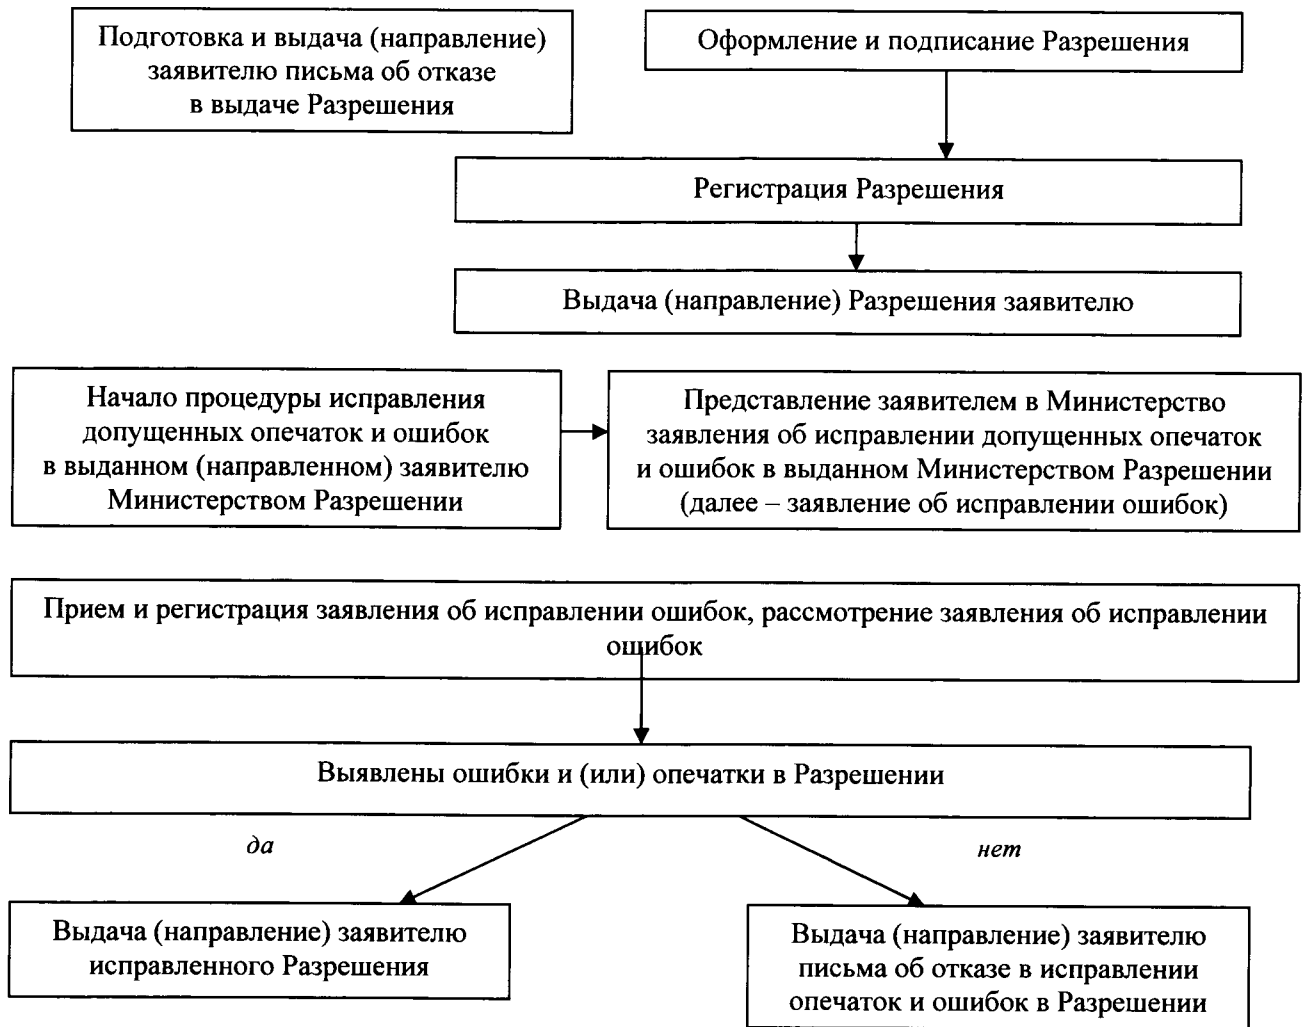 Подготовка и выдача (направление)
заявителю письма об отказе
в выдаче Разрешения
Оформление и подписание Разрешения
Регистрация Разрешения
Выдача (направление) Разрешения заявителю
Начало процедуры исправления
допущенных опечаток и ошибок
в выданном (направленном) заявителю
Министерством Разрешении
Представление заявителем в Министерство
заявления об исправлении допущенных опечаток
и ошибок в выданном Министерством Разрешении
(далее – заявление об исправлении ошибок)
Прием и регистрация заявления об исправлении ошибок, рассмотрение заявления об исправлении
ошибок
Выявлены ошибки и (или) опечатки в Разрешении
да
нет
Выдача (направление) заявителю
исправленного Разрешения
Выдача (направление) заявителю
письма об отказе в исправлении
опечаток и ошибок в Разрешении